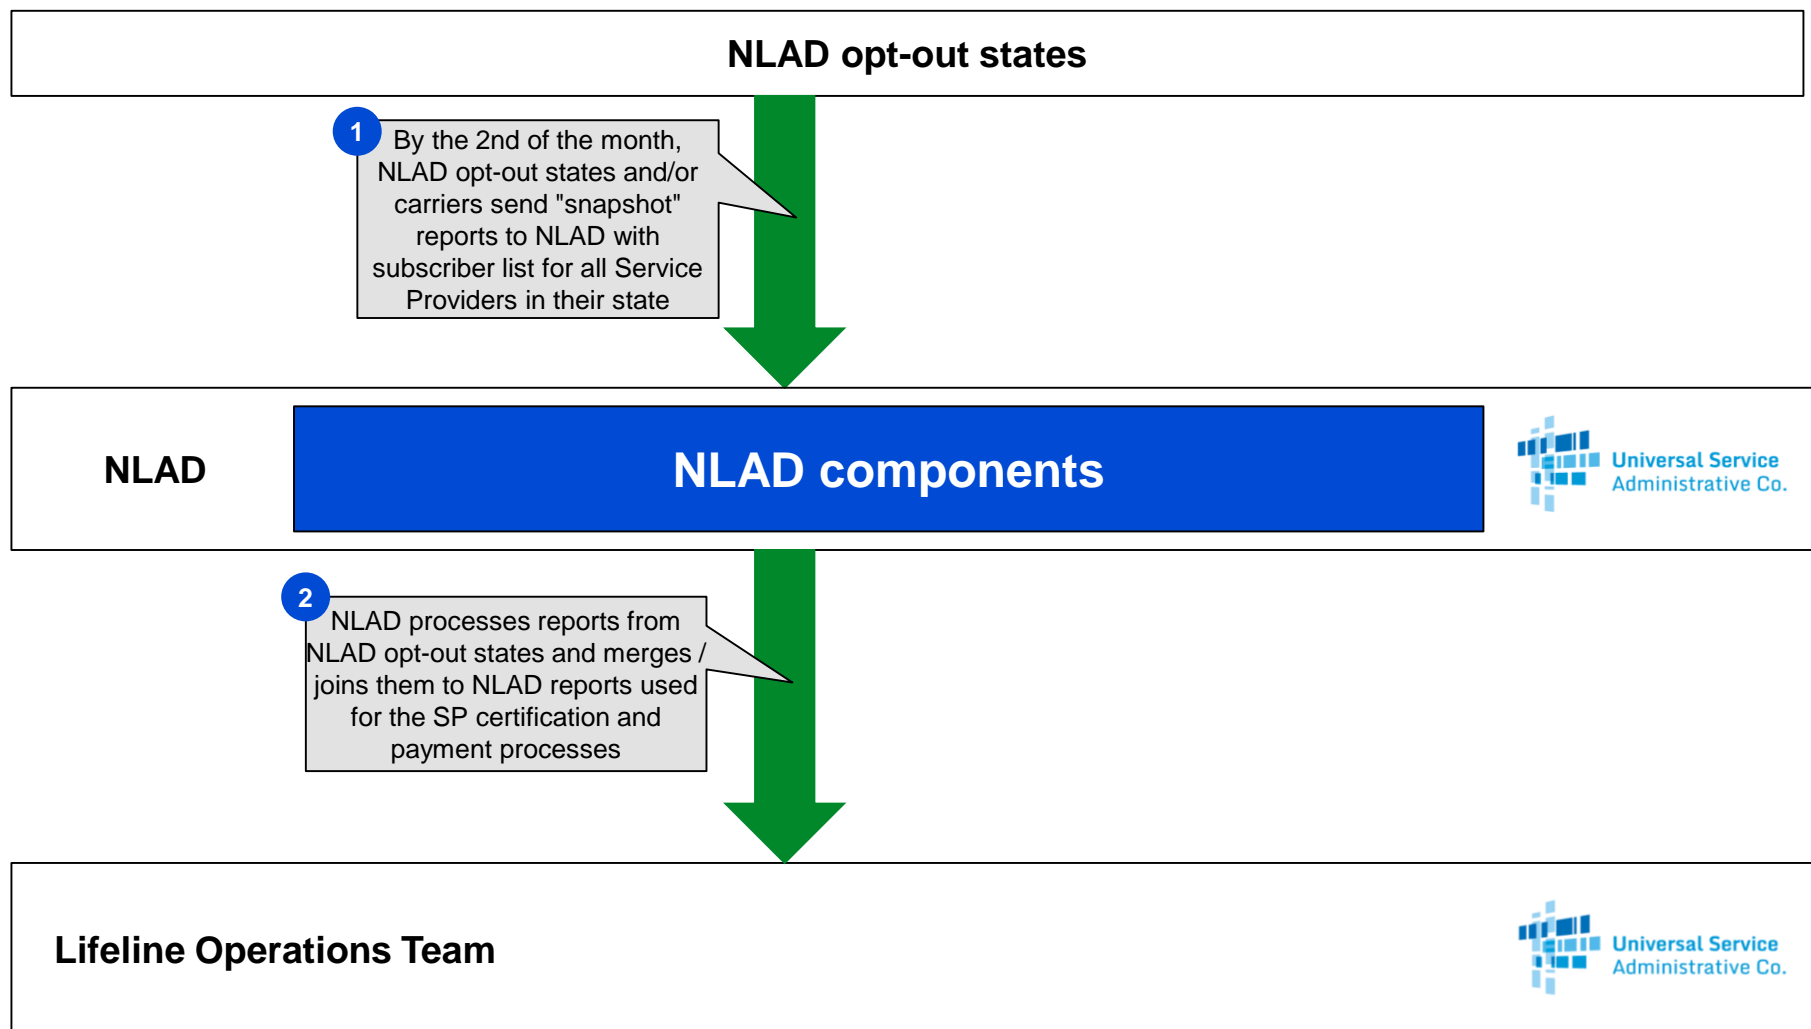 NLAD opt-out states
1
By the 2nd of the month,
NLAD opt-out states and/or
carriers send "snapshot"
reports to NLAD with
subscriber list for all Service
Providers in their state
NLAD
NLAD components
Universal Service
Administrative Co.
2
NLAD processes reports from
NLAD opt-out states and merges /
joins them to NLAD reports used
for the SP certification and
payment processes
Lifeline Operations Team
Universal Service
Administrative Co.